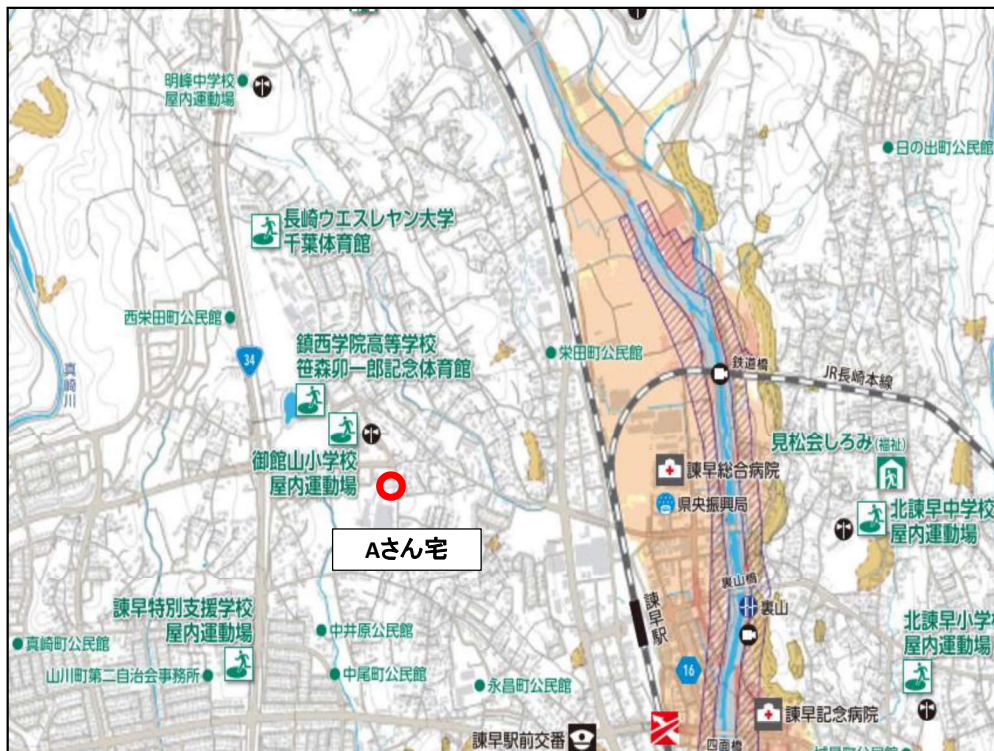 明峰中学校
屋内運動場
日の出町公民館
長崎ウエスレヤン大学
千葉体育館
西栄田町公民館
34
鎮西学院高等学校
笹森卯一郎記念体育館
栄田町公民館
鉄道橋
JR長崎本線
真崎川
御館山小学校
屋内運動場
諫早総合病院
県央振興局
見松会しろみ(福祉)
北諫早中学校
屋内運動場
Aさん宅
裏山橋
裏山
諫早駅
諫早特別支援学校
屋内運動場
中井原公民館
真崎町公民館
山川町第二自治会事務所
中尾町公民館
永昌町公民館
16
北諫早小学校
屋内運動場
諫早記念病院
諫早駅前交番
四面橋